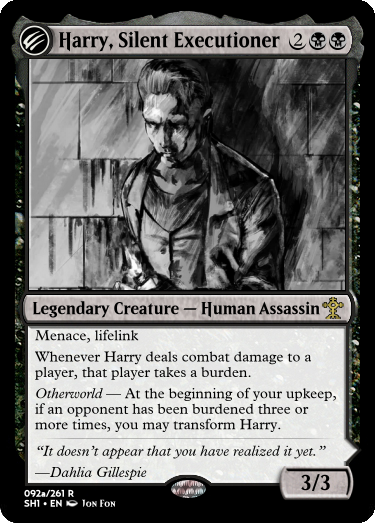 Harry, Silent Executioner 2
Legendary Creature — Human Assassin
Menace, lifelink
Whenever Harry deals combat damage to a
player, that player takes a burden.
Otherworld — At the beginning of your upkeep,
if an opponent has been burdened three or
more times, you may transform Harry.
“It doesn’t appear that you have realized it yet.”
—Dahlia Gillespie
3/3
092a/261 R
SH1 • EN Jon Fon